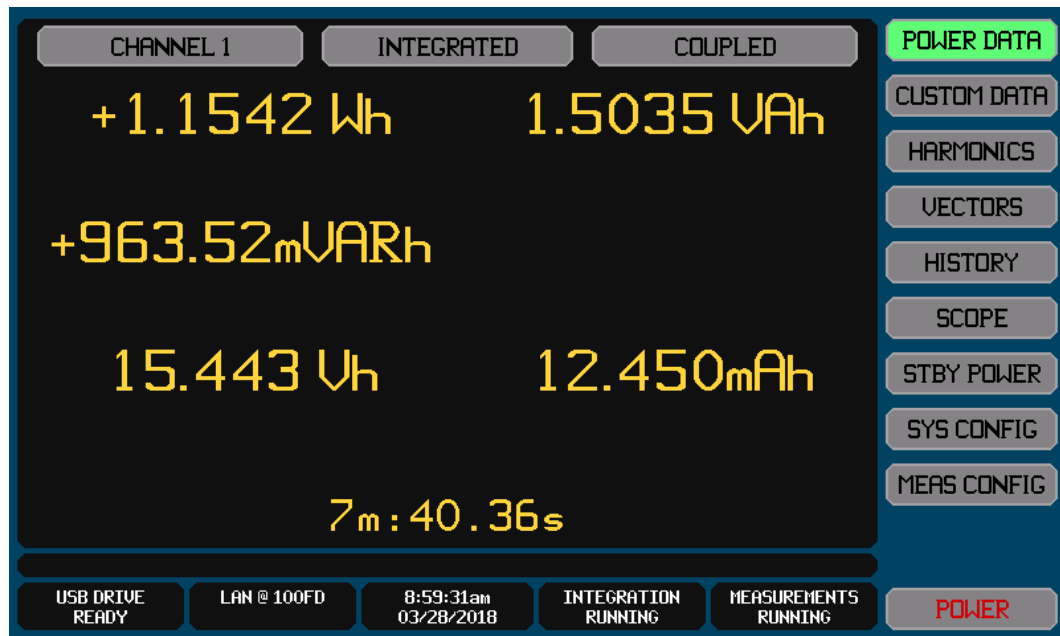 CHANNEL 1
INTEGRATED
COUPLED
+1.1542 Wh
1.5035 VAh
+963.52mVARh
15.443 Vh
12.450mAh
7m:40.36s
USB DRIVE
READY
LAN @ 100FD
8:59:31am
03/28/2018
INTEGRATION
RUNNING
MEASUREMENTS
RUNNING
POWER DATA
CUSTOM DATA
HARMONICS
VECTORS
HISTORY
SCOPE
STBY POWER
SYS CONFIG
MEAS CONFIG
POWER